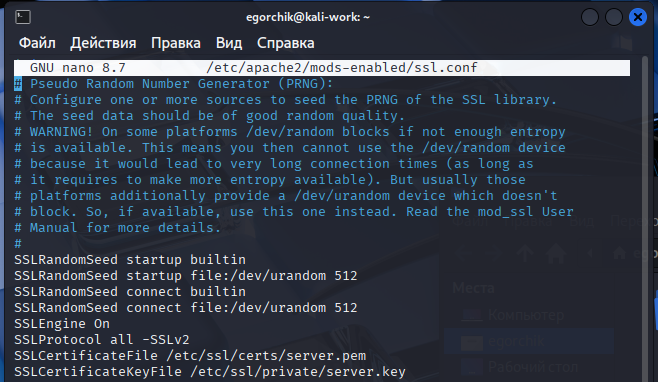 egorchik@kali-work: ~
Файл Действия Правка Вид Справка
GNU nano 8.7 /etc/apache2/mods-enabled/ssl.conf
# Pseudo Random Number Generator (PRNG):
# Configure one or more sources to seed the PRNG of the SSL library.
# The seed data should be of good random quality.
# WARNING! On some platforms /dev/random blocks if not enough entropy
# is available. This means you then cannot use the /dev/random device
# because it would lead to very long connection times (as long as
# it requires to make more entropy available). But usually those
# platforms additionally provide a /dev/urandom device which doesn't
# block. So, if available, use this one instead. Read the mod_ssl User
# Manual for more details.
#
SSLRandomSeed startup builtin
SSLRandomSeed startup file:/dev/urandom 512
SSLRandomSeed connect builtin
SSLRandomSeed connect file:/dev/urandom 512
SSLEngine On
SSLProtocol all -SSLv2
SSLCertificateFile /etc/ssl/certs/server.pem
SSLCertificateKeyFile /etc/ssl/private/server.key
Места
Компьютер
egorchik
Рабочий стол